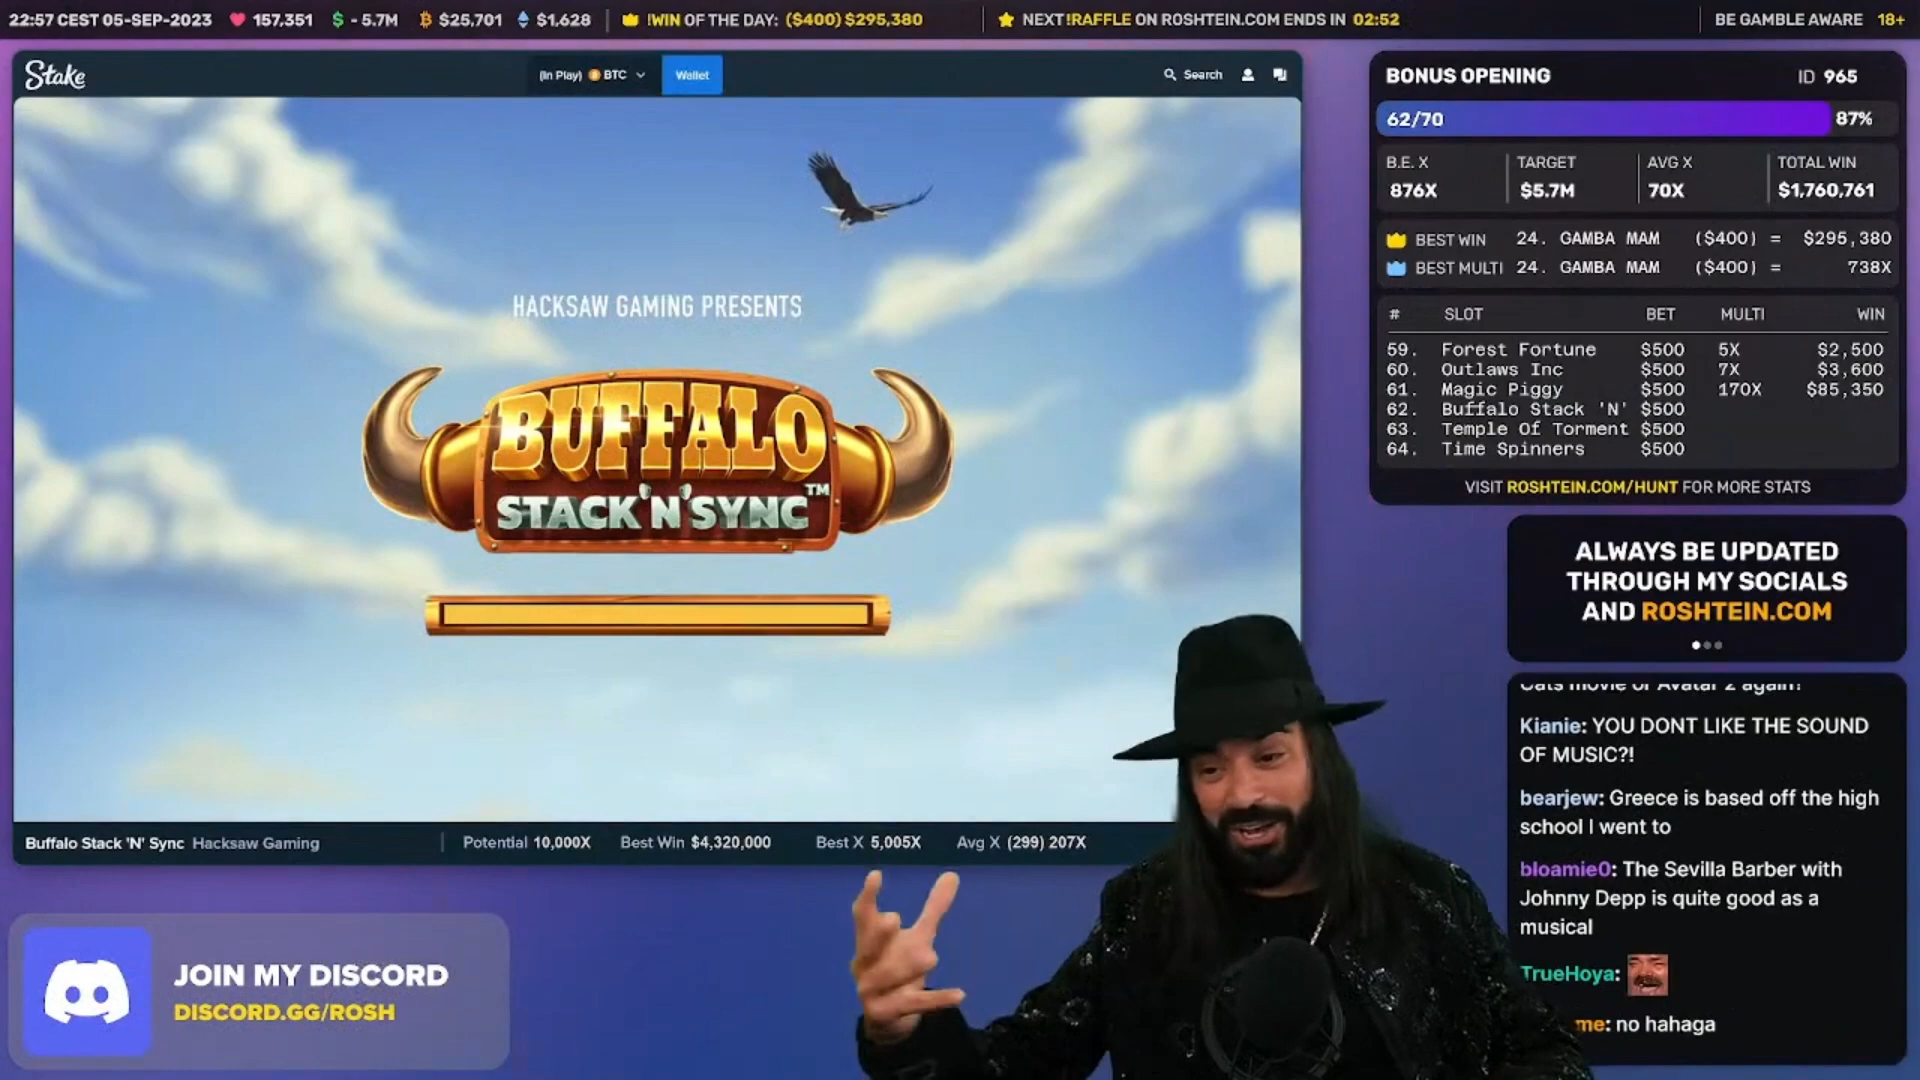 22:57 CEST 05-SEP-2023 157,351 $ - 5.7M $25,701 $1,628 !WIN OF THE DAY: ($400) $295,380 NEXT !RAFFLE ON ROSHTEIN.COM ENDS IN 02:52 BE GAMBLE AWARE 18+
Stake (In Play) BTC Wallet Search
HACKSAW GAMING PRESENTS
BUFFALO
STACK'N'SYNC™
Buffalo Stack 'N' Sync Hacksaw Gaming Potential 10,000X Best Win $4,320,000 Best X 5,005X Avg X (299) 207X
JOIN MY DISCORD
DISCORD.GG/ROSH
BONUS OPENING ID 965
62/70 87%
B.E. X TARGET AVG X TOTAL WIN
876X $5.7M 70X $1,760,761
BEST WIN 24. GAMBA MAM ($400) = $295,380
BEST MULTI 24. GAMBA MAM ($400) = 738X
# SLOT BET MULTI WIN
59. Forest Fortune $500 5X $2,500
60. Outlaws Inc $500 7X $3,600
61. Magic Piggy $500 170X $85,350
62. Buffalo Stack 'N' $500
63. Temple Of Torment $500
64. Time Spinners $500
VISIT ROSHTEIN.COM/HUNT FOR MORE STATS
ALWAYS BE UPDATED
THROUGH MY SOCIALS
AND ROSHTEIN.COM
Cats movie or Avatar 2 again!
Kianie: YOU DONT LIKE THE SOUND
OF MUSIC?!
bearjew: Greece is based off the high
school I went to
bloamie0: The Sevilla Barber with
Johnny Depp is quite good as a
musical
TrueHoya:
me: no hahaga